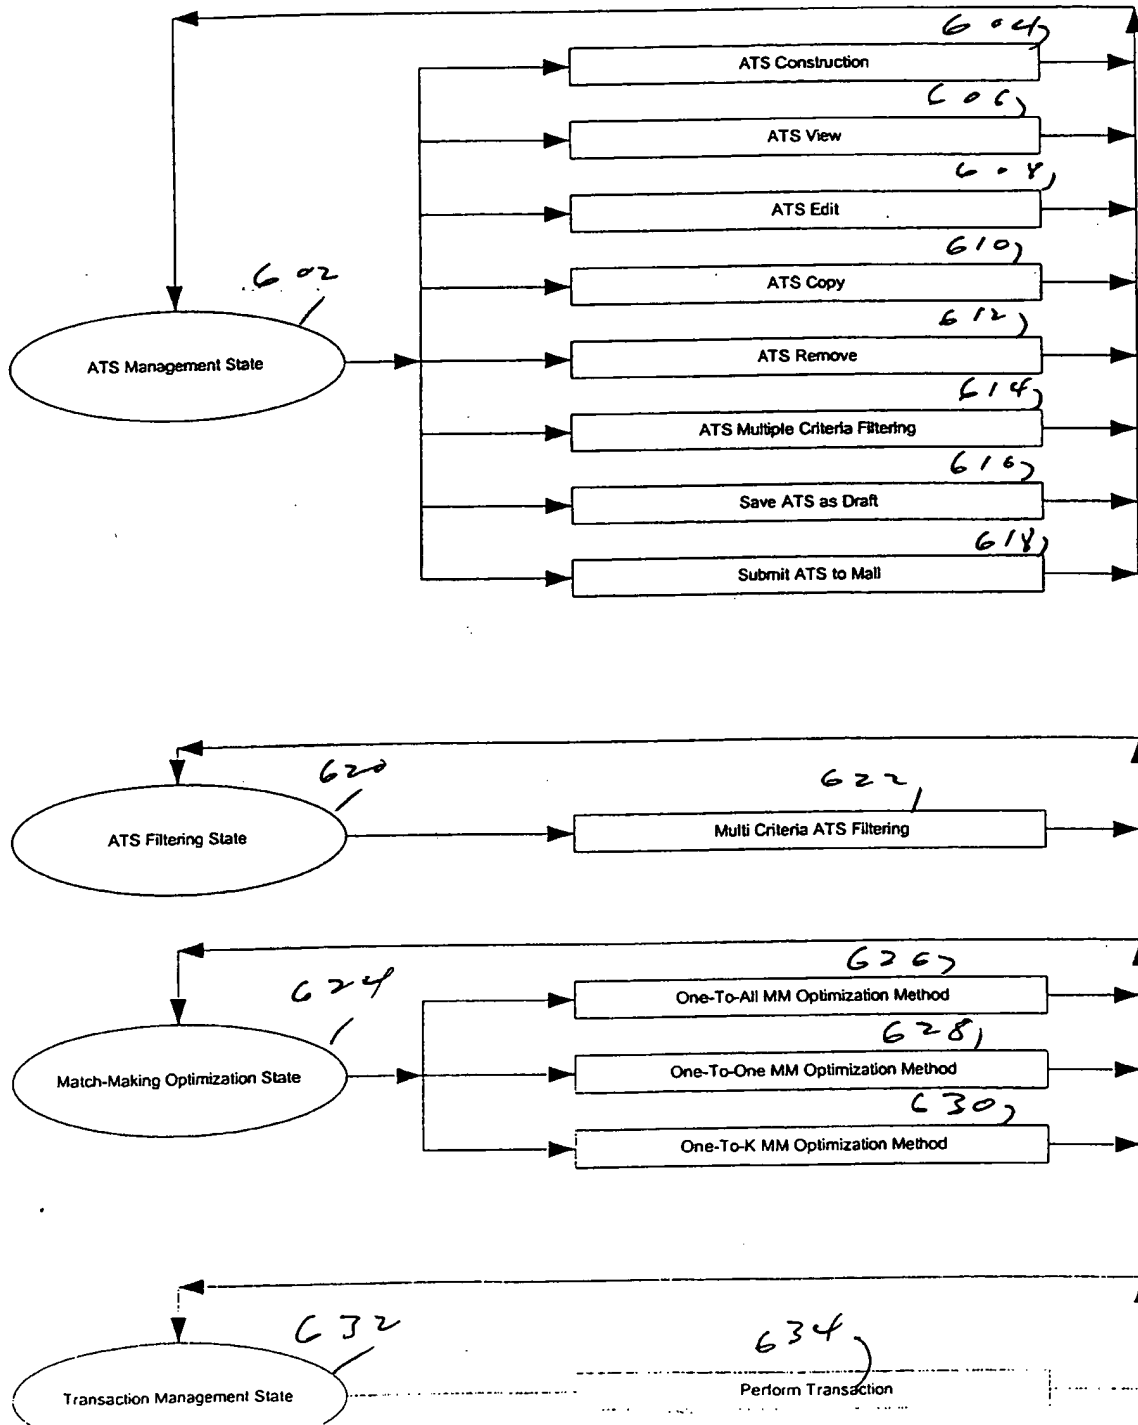 604
ATS Construction
606
ATS View
608
ATS Edit
610
ATS Copy
602
612
ATS Management State
ATS Remove
614
ATS Multiple Criteria Filtering
616
Save ATS as Draft
618
Submit ATS to Mall
620
622
ATS Filtering State
Multi Criteria ATS Filtering
624
626
One-To-All MM Optimization Method
628
Match-Making Optimization State
One-To-One MM Optimization Method
630
One-To-K MM Optimization Method
632
634
Transaction Management State
Perform Transaction